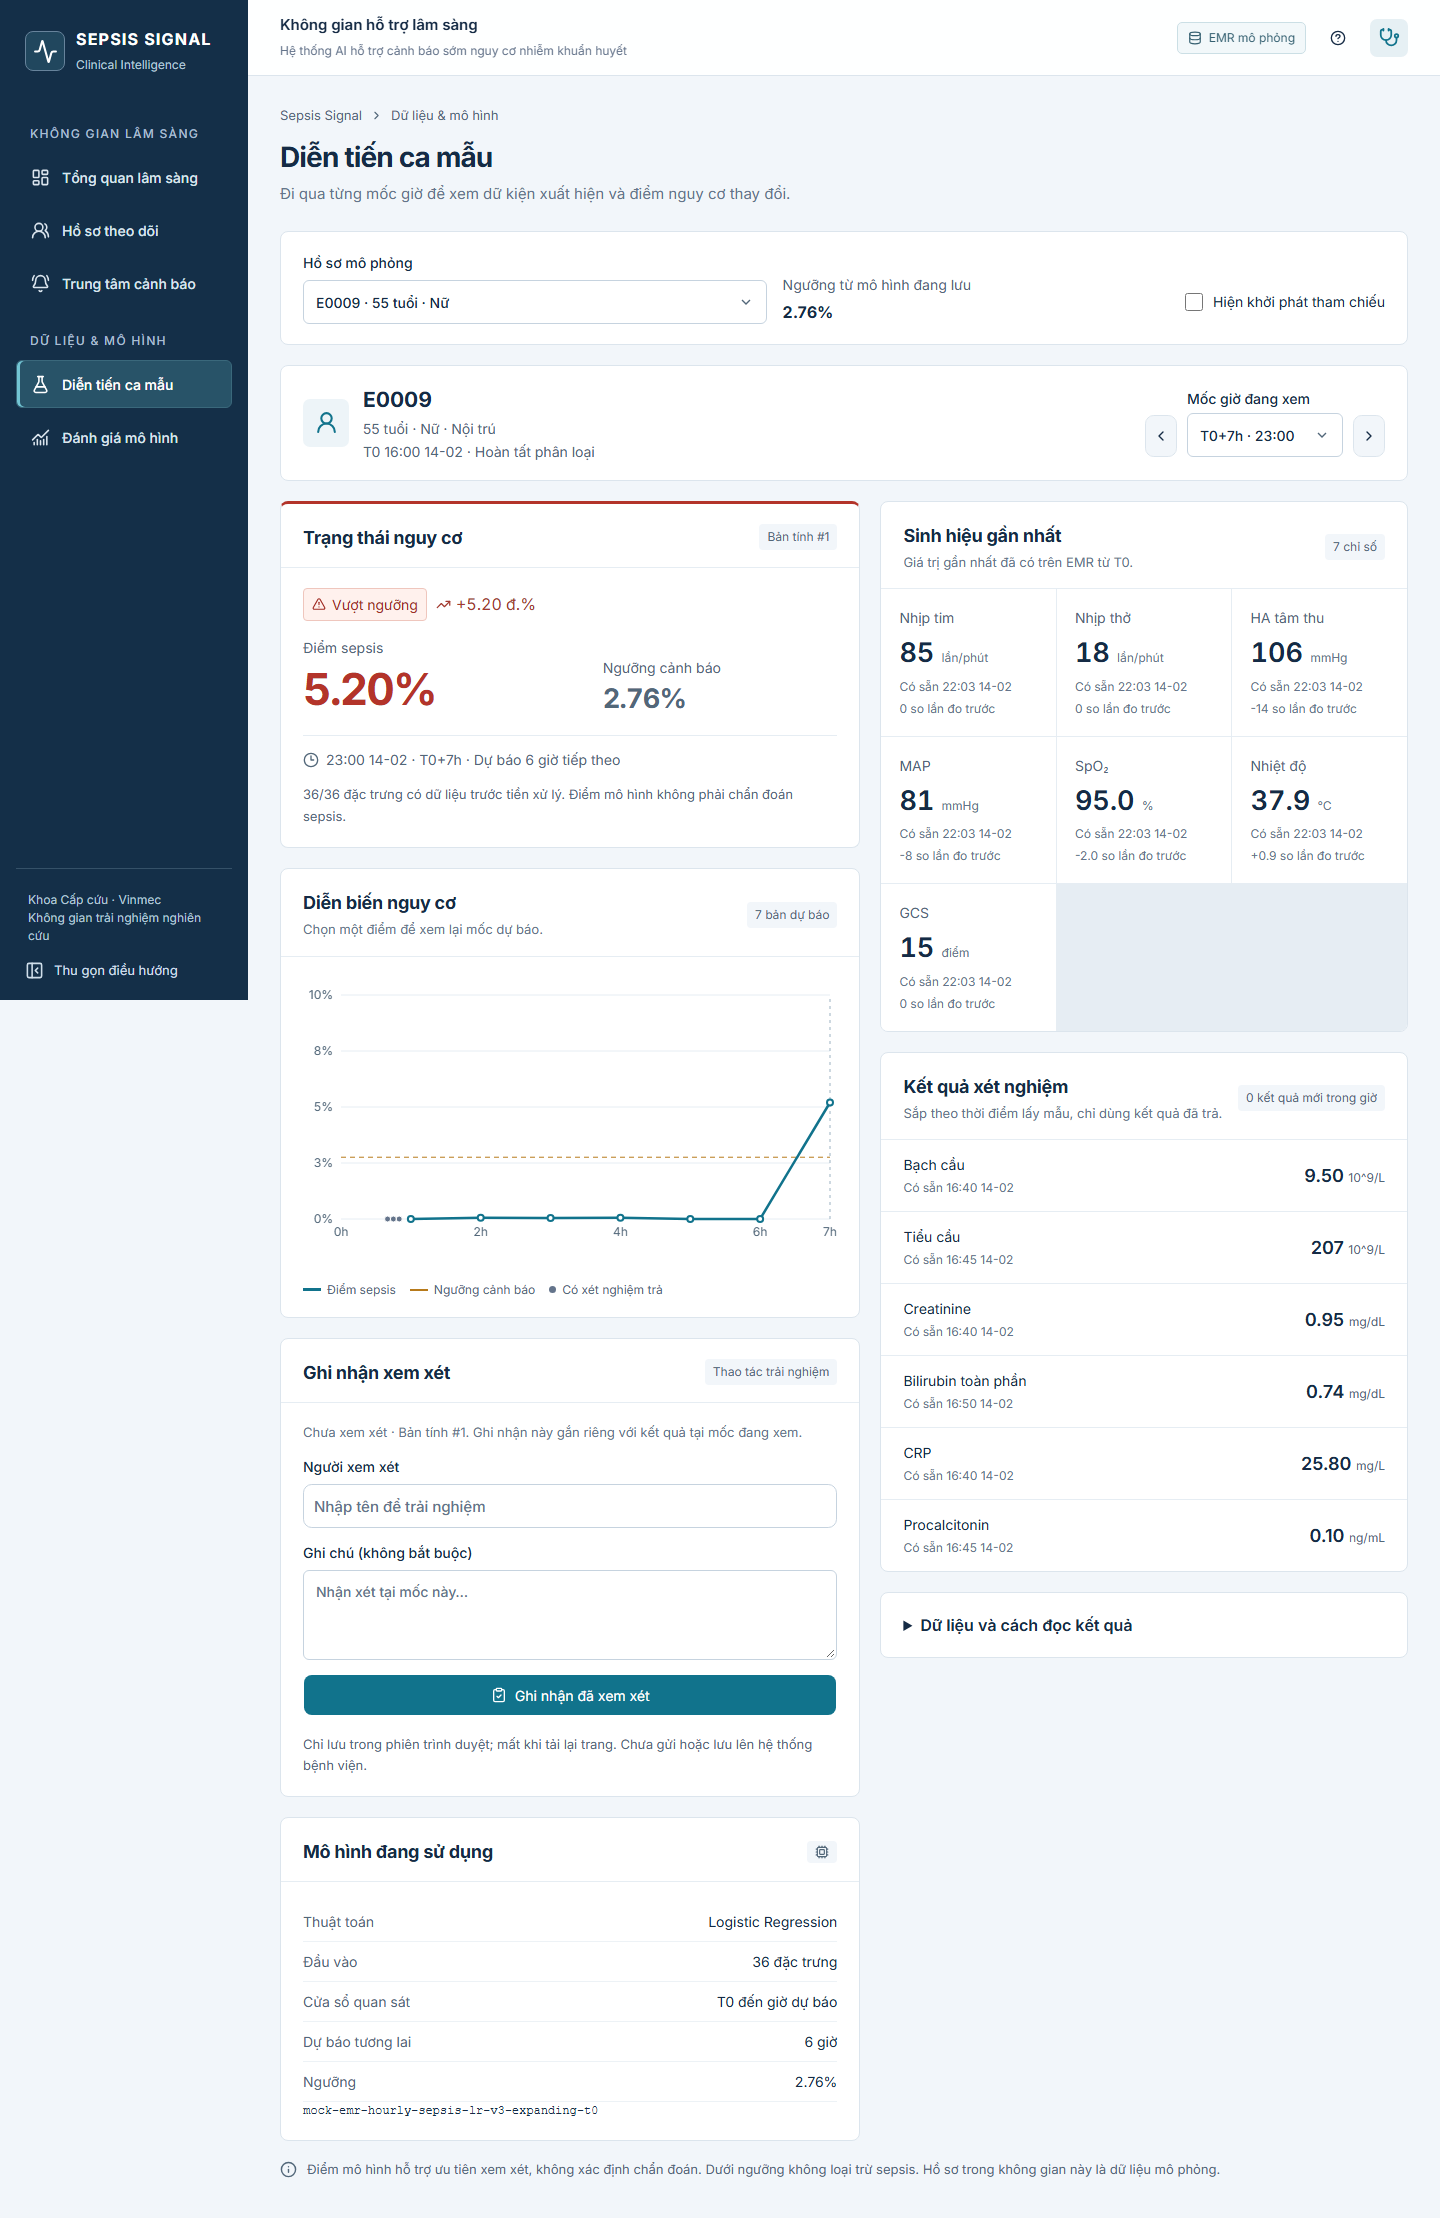 SEPSIS SIGNAL
Clinical Intelligence
KHÔNG GIAN LÂM SÀNG
Tổng quan lâm sàng
Hồ sơ theo dõi
Trung tâm cảnh báo
DỮ LIỆU & MÔ HÌNH
Diễn tiến ca mẫu
Đánh giá mô hình
Khoa Cấp cứu · Vinmec
Không gian trải nghiệm nghiên
cứu
Thu gọn điều hướng
Không gian hỗ trợ lâm sàng
Hệ thống AI hỗ trợ cảnh báo sớm nguy cơ nhiễm khuẩn huyết
EMR mô phỏng
Sepsis Signal > Dữ liệu & mô hình
Diễn tiến ca mẫu
Đi qua từng mốc giờ để xem dữ kiện xuất hiện và điểm nguy cơ thay đổi.
Hồ sơ mô phỏng
E0009 · 55 tuổi · Nữ
Ngưỡng từ mô hình đang lưu
2.76%
Hiện khởi phát tham chiếu
E0009
55 tuổi · Nữ · Nội trú
T0 16:00 14-02 · Hoàn tất phân loại
Mốc giờ đang xem
T0+7h · 23:00
Trạng thái nguy cơ
Bản tính #1
Vượt ngưỡng
+5.20 đ.%
Điểm sepsis
5.20%
Ngưỡng cảnh báo
2.76%
23:00 14-02 · T0+7h · Dự báo 6 giờ tiếp theo
36/36 đặc trưng có dữ liệu trước tiền xử lý. Điểm mô hình không phải chẩn đoán
sepsis.
Diễn biến nguy cơ
Chọn một điểm để xem lại mốc dự báo.
7 bản dự báo
10%
8%
5%
3%
0%
0h
2h
4h
6h
7h
Điểm sepsis
Ngưỡng cảnh báo
Có xét nghiệm trả
Ghi nhận xem xét
Thao tác trải nghiệm
Chưa xem xét · Bản tính #1. Ghi nhận này gắn riêng với kết quả tại mốc đang xem.
Người xem xét
Nhập tên để trải nghiệm
Ghi chú (không bắt buộc)
Nhận xét tại mốc này...
Ghi nhận đã xem xét
Chỉ lưu trong phiên trình duyệt; mất khi tải lại trang. Chưa gửi hoặc lưu lên hệ thống
bệnh viện.
Mô hình đang sử dụng
Thuật toán
Logistic Regression
Đầu vào
36 đặc trưng
Cửa sổ quan sát
T0 đến giờ dự báo
Dự báo tương lai
6 giờ
Ngưỡng
2.76%
mock-emr-hourly-sepsis-lr-v3-expanding-t0
Sinh hiệu gần nhất
Giá trị gần nhất đã có trên EMR từ T0.
7 chỉ số
Nhịp tim
85 lần/phút
Có sẵn 22:03 14-02
0 so lần đo trước
Nhịp thở
18 lần/phút
Có sẵn 22:03 14-02
0 so lần đo trước
HA tâm thu
106 mmHg
Có sẵn 22:03 14-02
-14 so lần đo trước
MAP
81 mmHg
Có sẵn 22:03 14-02
-8 so lần đo trước
SpO₂
95.0 %
Có sẵn 22:03 14-02
-2.0 so lần đo trước
Nhiệt độ
37.9 °C
Có sẵn 22:03 14-02
+0.9 so lần đo trước
GCS
15 điểm
Có sẵn 22:03 14-02
0 so lần đo trước
Kết quả xét nghiệm
Sắp theo thời điểm lấy mẫu, chỉ dùng kết quả đã trả.
0 kết quả mới trong giờ
Bạch cầu
Có sẵn 16:40 14-02
9.50 10^9/L
Tiểu cầu
Có sẵn 16:45 14-02
207 10^9/L
Creatinine
Có sẵn 16:40 14-02
0.95 mg/dL
Bilirubin toàn phần
Có sẵn 16:50 14-02
0.74 mg/dL
CRP
Có sẵn 16:40 14-02
25.80 mg/L
Procalcitonin
Có sẵn 16:45 14-02
0.10 ng/mL
Dữ liệu và cách đọc kết quả
Điểm mô hình hỗ trợ ưu tiên xem xét, không xác định chẩn đoán. Dưới ngưỡng không loại trừ sepsis. Hồ sơ trong không gian này là dữ liệu mô phỏng.